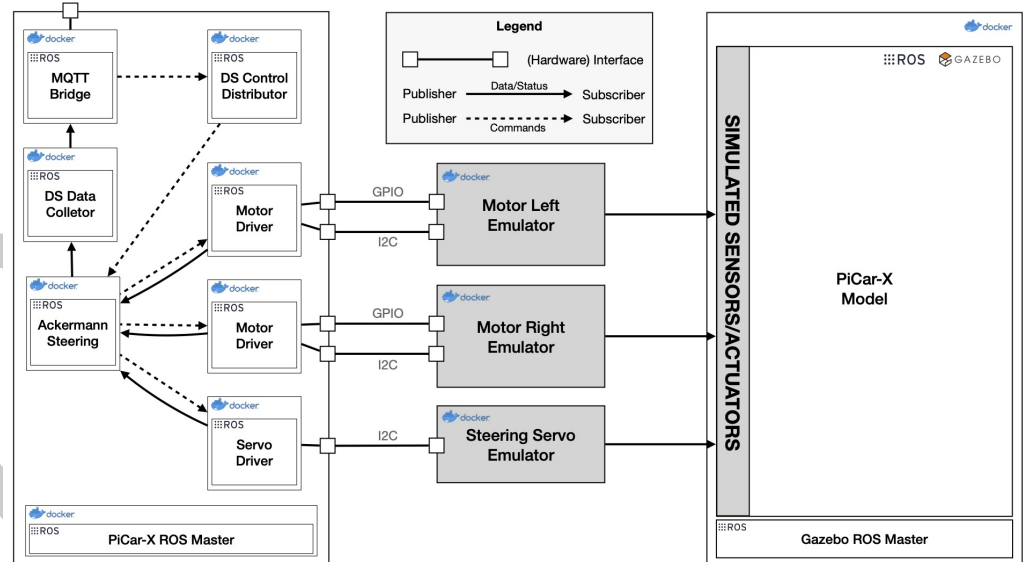 docker
ROS
MQTT
Bridge
docker
ROS
DS Control
Distributor
docker
ROS
DS Data
Colletor
docker
ROS
Motor
Driver
docker
ROS
Ackermann
Steering
docker
ROS
Motor
Driver
docker
ROS
Servo
Driver
docker
ROS
PiCar-X ROS Master
Legend
(Hardware) Interface
Publisher
Data/Status
Subscriber
Publisher
Commands
Subscriber
GPIO
I2C
docker
Motor Left
Emulator
GPIO
I2C
docker
Motor Right
Emulator
I2C
docker
Steering Servo
Emulator
docker
ROS
GAZEBO
SIMULATED SENSORS/ACTUATORS
PiCar-X
Model
ROS
Gazebo ROS Master